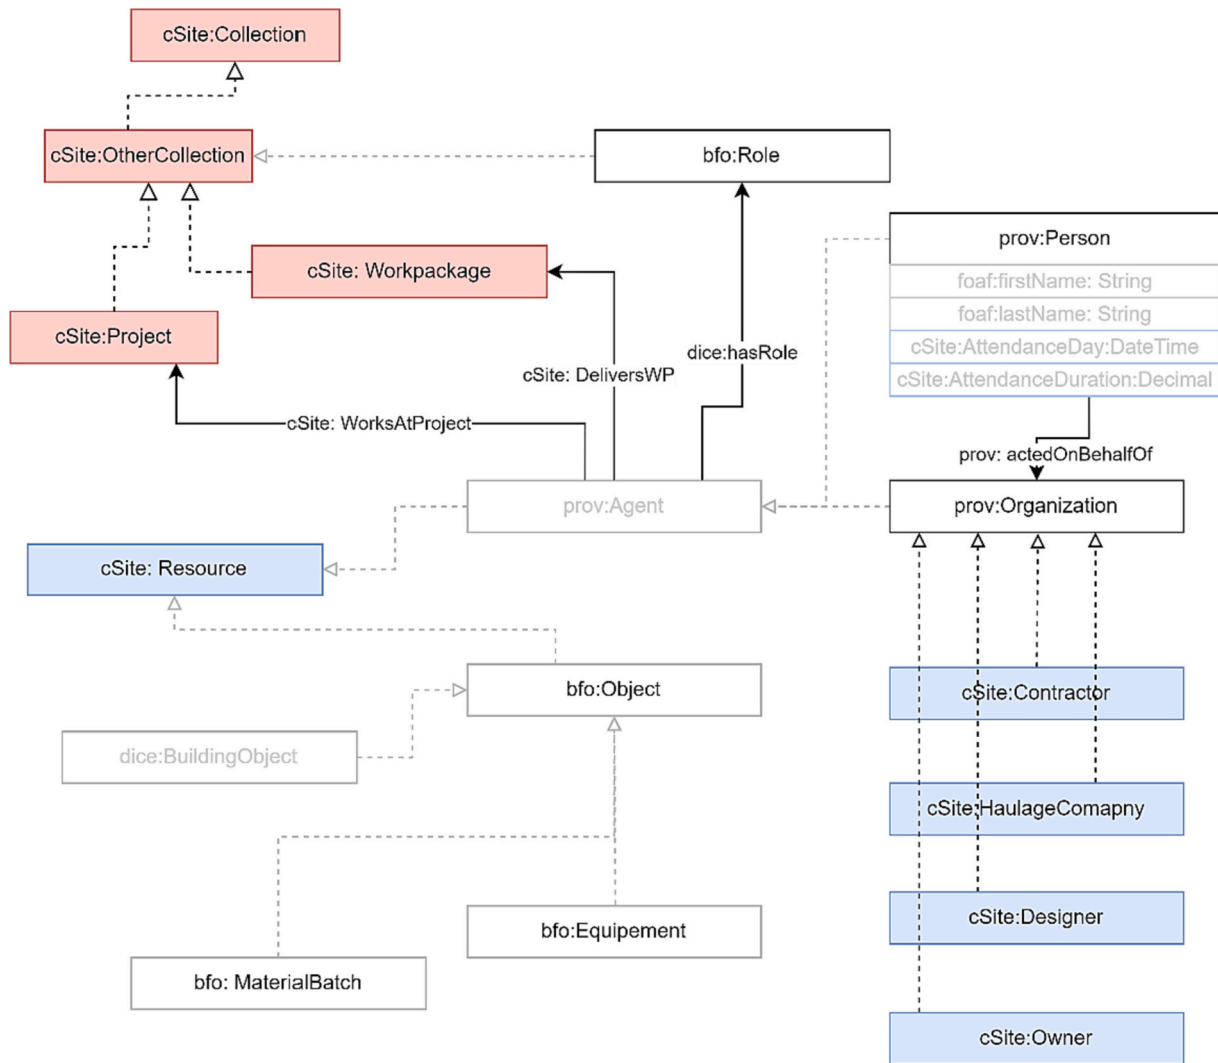 cSite:Collection
cSite:OtherCollection
bfo:Role
prov:Person
cSite: Workpackage
foaf:firstName: String
foaf:lastName: String
cSite:Project
dice:hasRole
cSite:AttendanceDay:DateTime
cSite: DeliversWP
cSite:AttendanceDuration:Decimal
cSite: WorksAtProject
prov: actedOnBehalfOf
prov:Agent
prov:Organization
cSite: Resource
bfo:Object
cSite:Contractor
dice:BuildingObject
cSite:HaulageComapny
cSite:Designer
bfo:Equipement
bfo: MaterialBatch
cSite:Owner